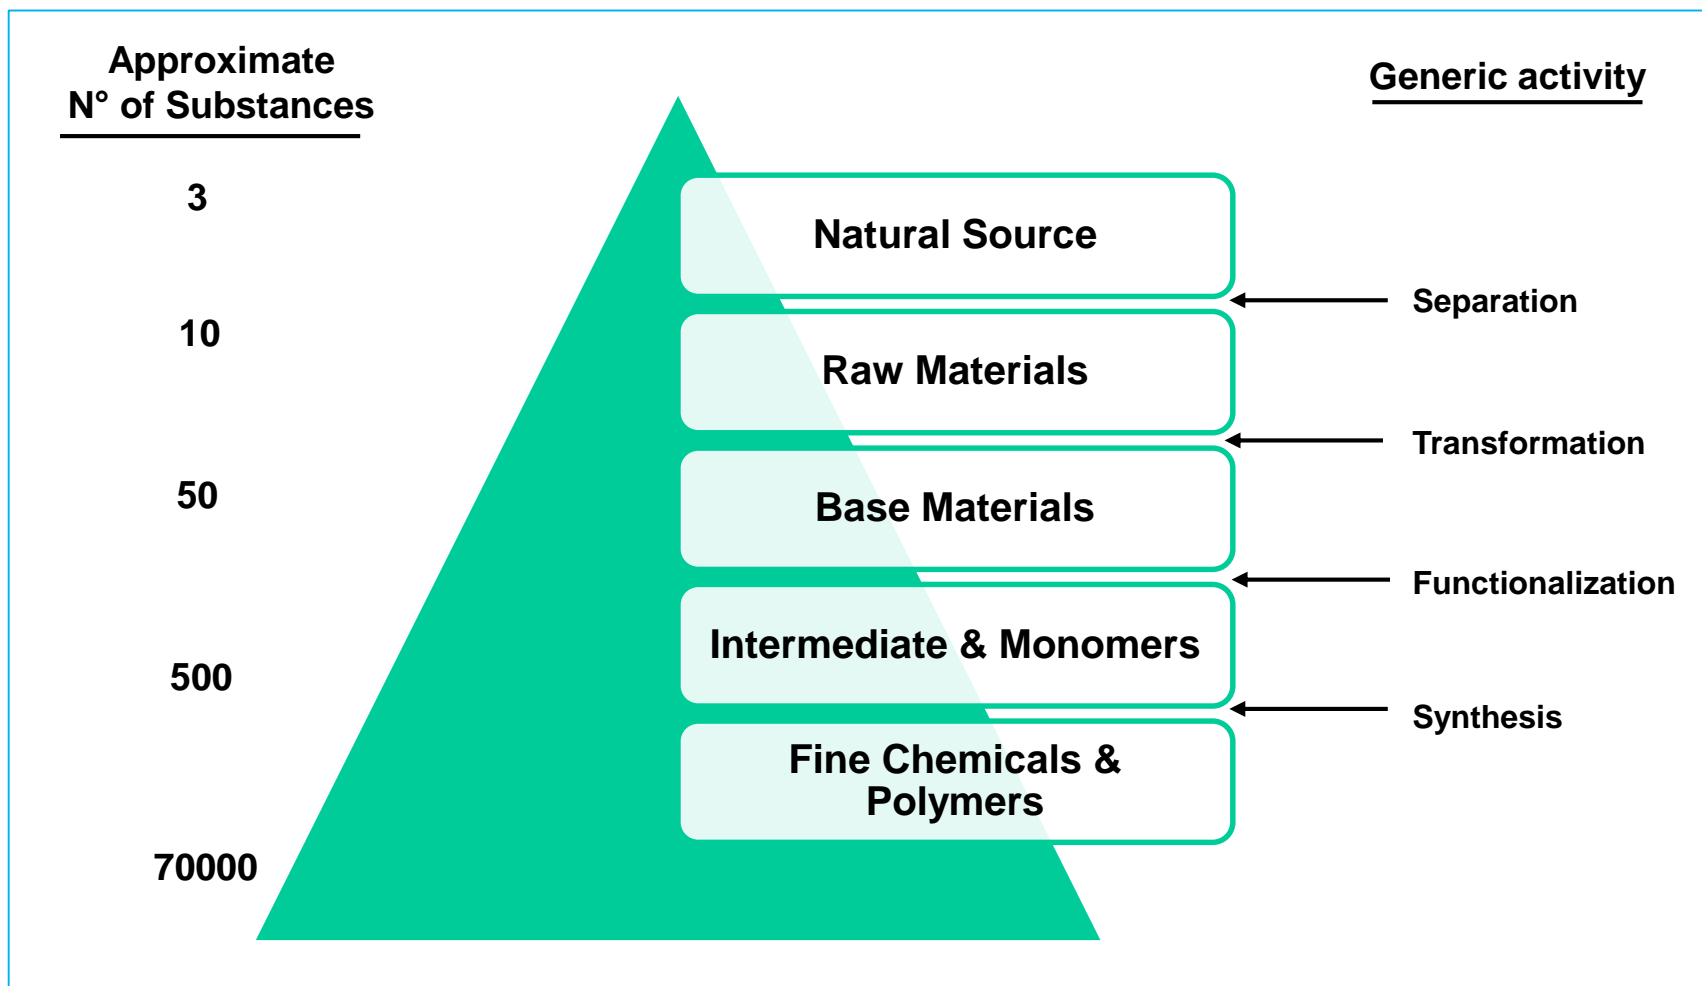 Approximate
N° of Substances
Generic activity
3
Natural Source
Separation
10
Raw Materials
Transformation
50
Base Materials
Functionalization
500
Intermediate & Monomers
Synthesis
Fine Chemicals &
Polymers
70000